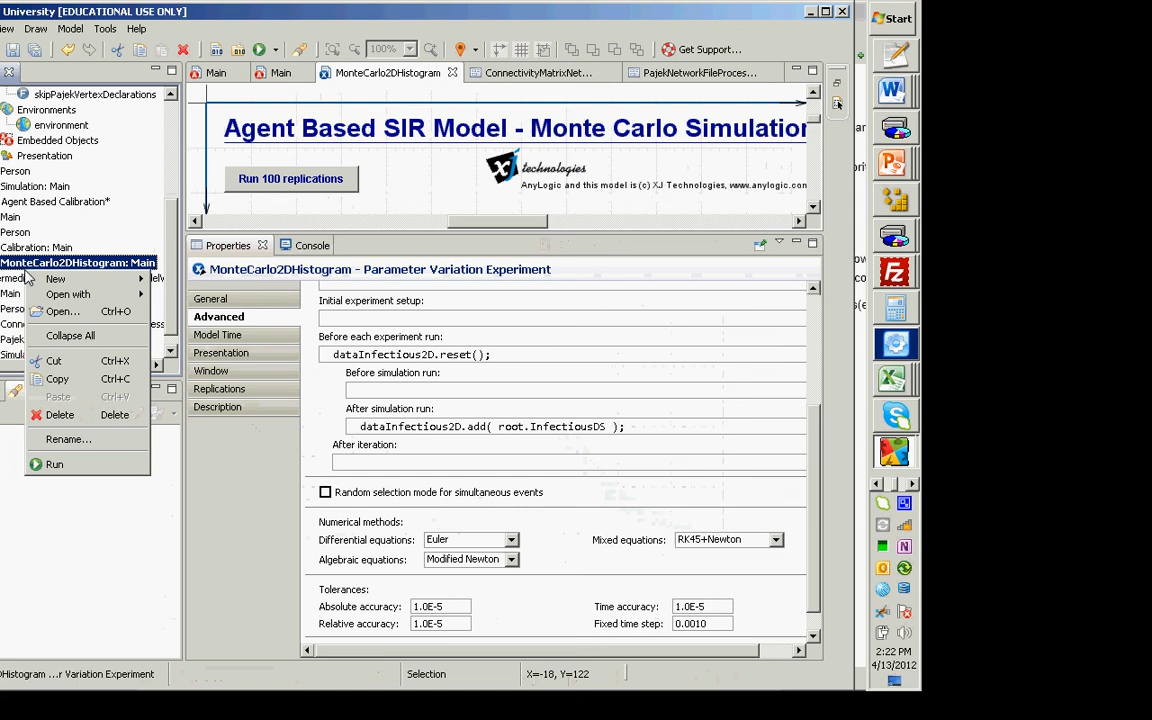 University [EDUCATIONAL USE ONLY]
iew Draw Model Tools Help
100% Get Support...
Main Main MonteCarlo2DHistogram ConnectivityMatrixNet... PajekNetworkFileProces...
skipPajekVertexDeclarations
Environments
environment
Embedded Objects
Presentation
Person
Simulation: Main
Agent Based Calibration*
Main
Person
Calibration: Main
MonteCarlo2DHistogram: Main
Main
New
Open with
Open... Ctrl+O
Collapse All
Cut Ctrl+X
Copy Ctrl+C
Paste Ctrl+V
Delete Delete
Rename...
Run
Agent Based SIR Model - Monte Carlo Simulation
Run 100 replications
xj technologies
AnyLogic and this model is (c) XJ Technologies, www.anylogic.com
Properties Console
MonteCarlo2DHistogram - Parameter Variation Experiment
General
Advanced
Model Time
Presentation
Window
Replications
Description
Initial experiment setup:
Before each experiment run:
dataInfectious2D.reset();
Before simulation run:
After simulation run:
dataInfectious2D.add( root.InfectiousDS );
After iteration:
Random selection mode for simultaneous events
Numerical methods:
Differential equations: Euler Mixed equations: RK45+Newton
Algebraic equations: Modified Newton
Tolerances:
Absolute accuracy: 1.0E-5 Time accuracy: 1.0E-5
Relative accuracy: 1.0E-5 Fixed time step: 0.0010
DHistogram ...r Variation Experiment Selection X=-18, Y=122
Start
2:22 PM
4/13/2012